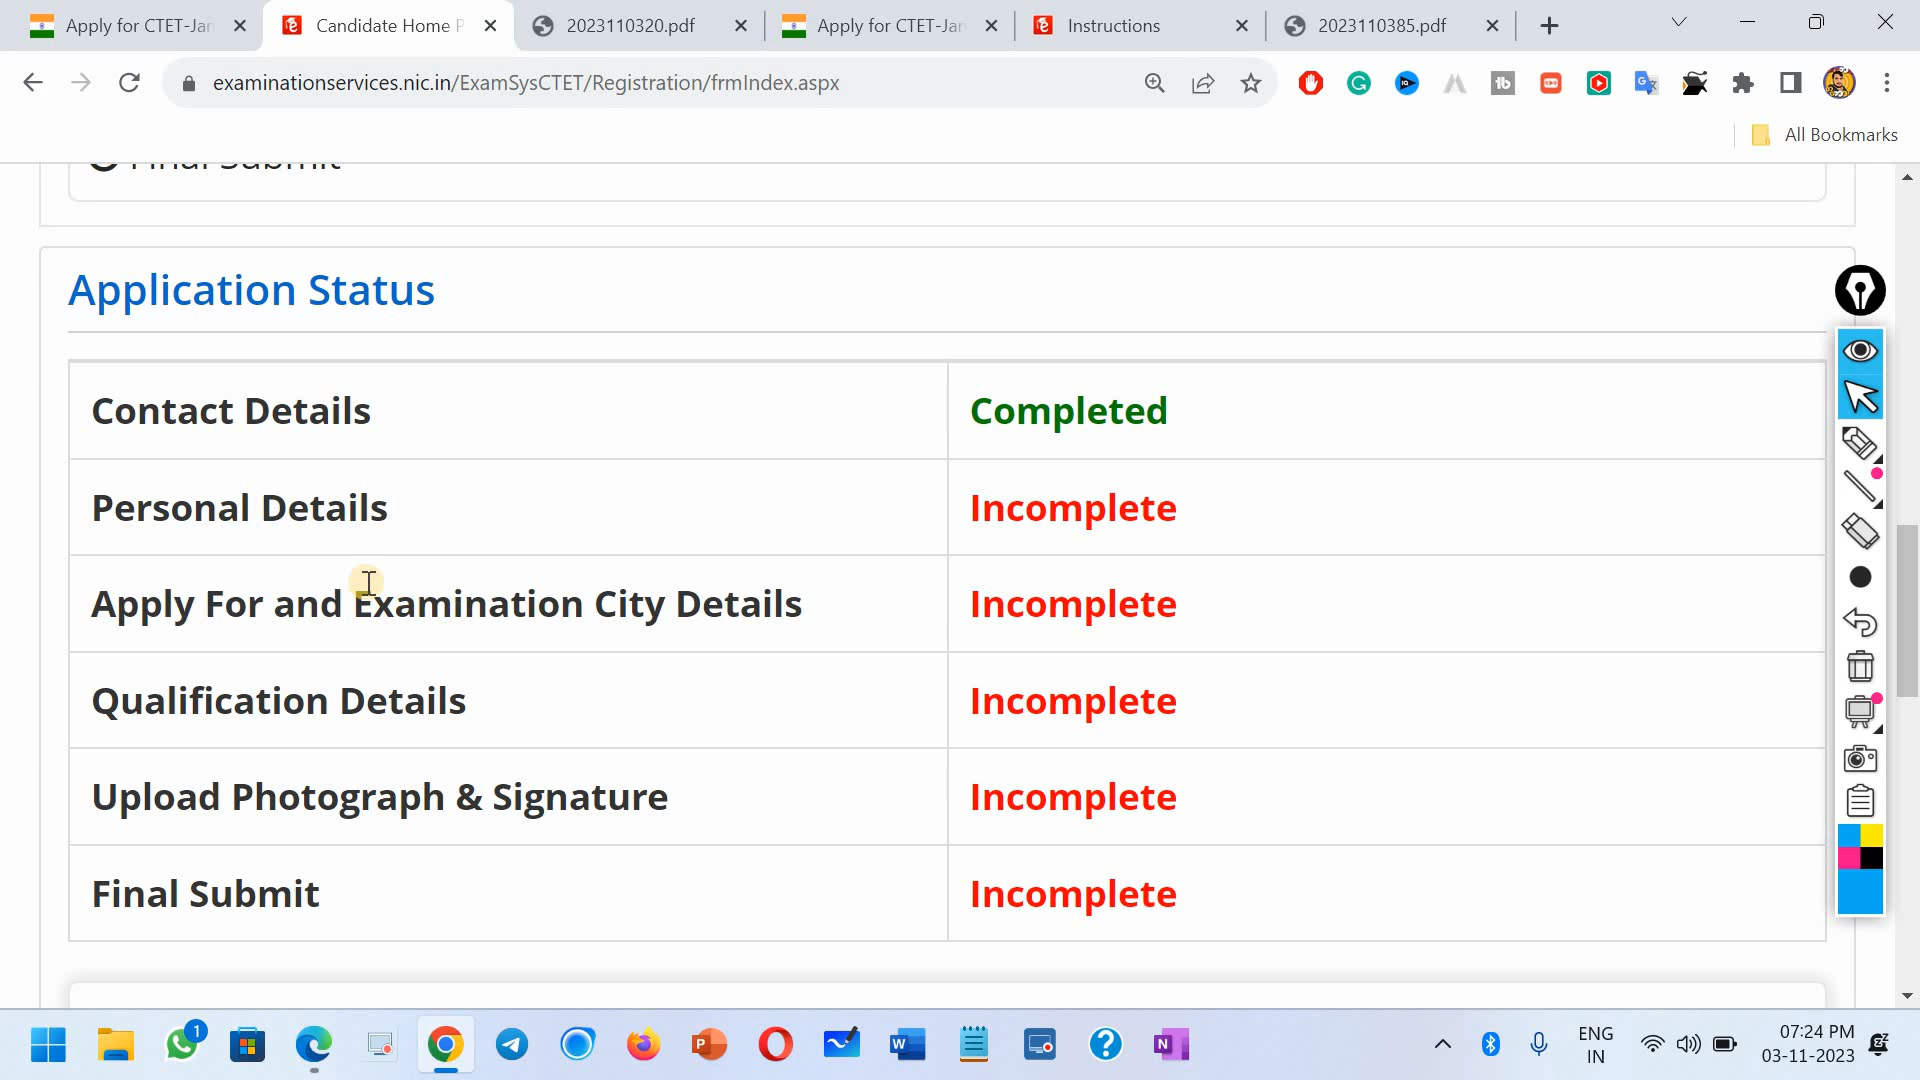 Apply for CTET-Jan
Candidate Home P
2023110320.pdf
Apply for CTET-Jan
Instructions
2023110385.pdf
examinationservices.nic.in/ExamSysCTET/Registration/frmIndex.aspx
All Bookmarks
Final Submit
Application Status
Contact Details Completed
Personal Details Incomplete
Apply For and Examination City Details Incomplete
Qualification Details Incomplete
Upload Photograph & Signature Incomplete
Final Submit Incomplete
1
ENG
IN
07:24 PM
03-11-2023